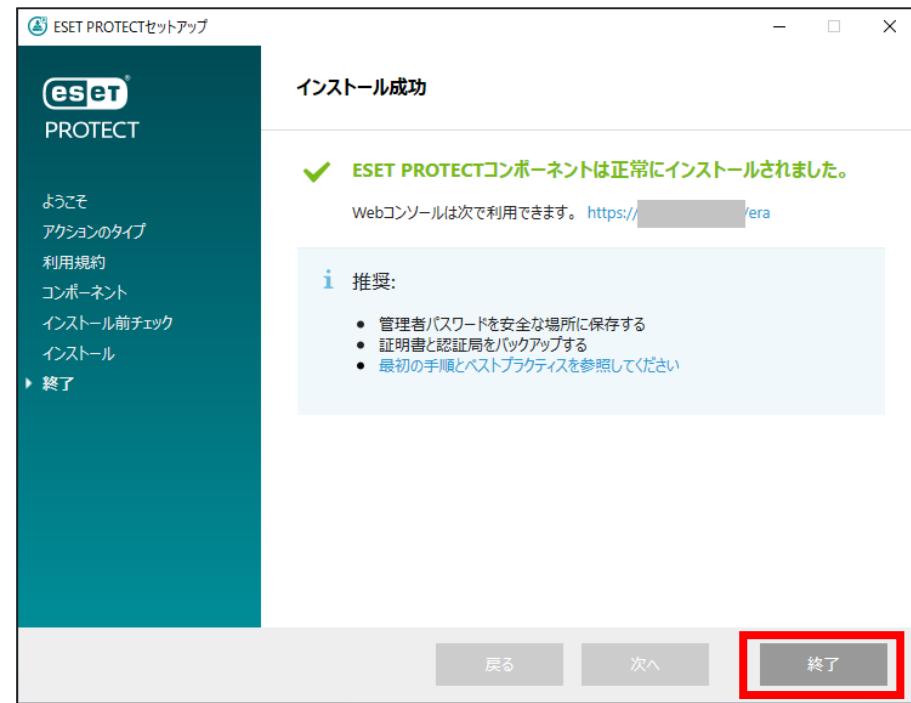 ESET PROTECTセットアップ
eset
PROTECT
ようこそ
アクションのタイプ
利用規約
コンポーネント
インストール前チェック
インストール
終了
インストール成功
ESET PROTECTコンポーネントは正常にインストールされました。
Webコンソールは次で利用できます。 https:// /era
推奨:
管理者パスワードを安全な場所に保存する
証明書と認証局をバックアップする
最初の手順とベストプラクティスを参照してください
戻る
次へ
終了